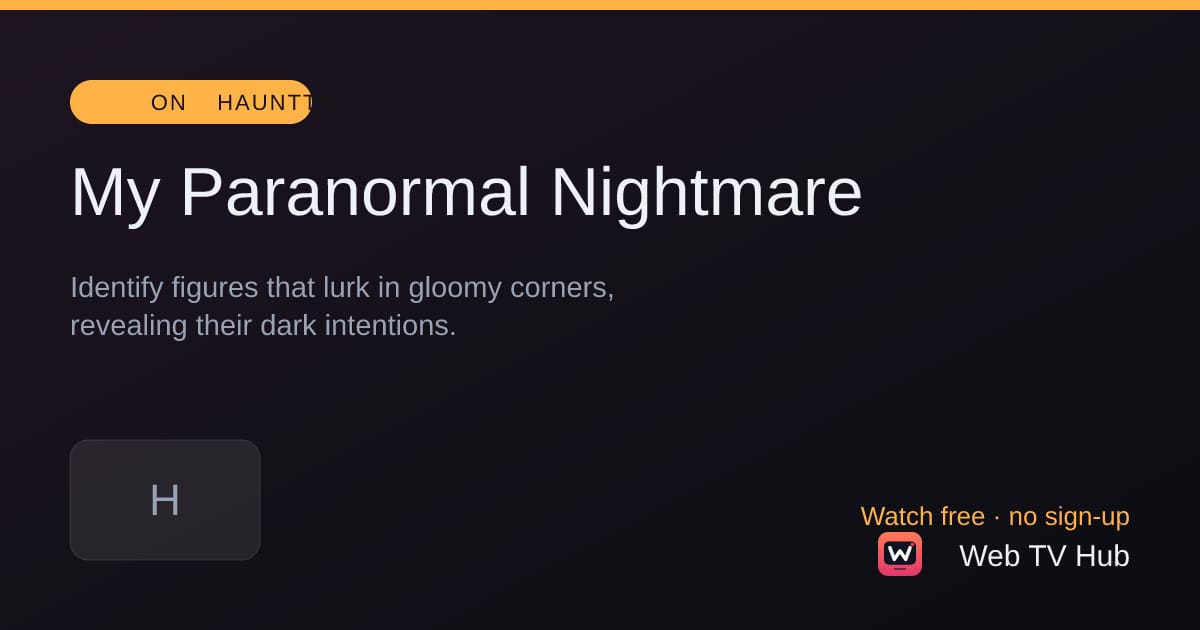 ON HAUNTTV
My Paranormal Nightmare
Identify figures that lurk in gloomy corners,
revealing their dark intentions.
H
Watch free · no sign-up
W
Web TV Hub